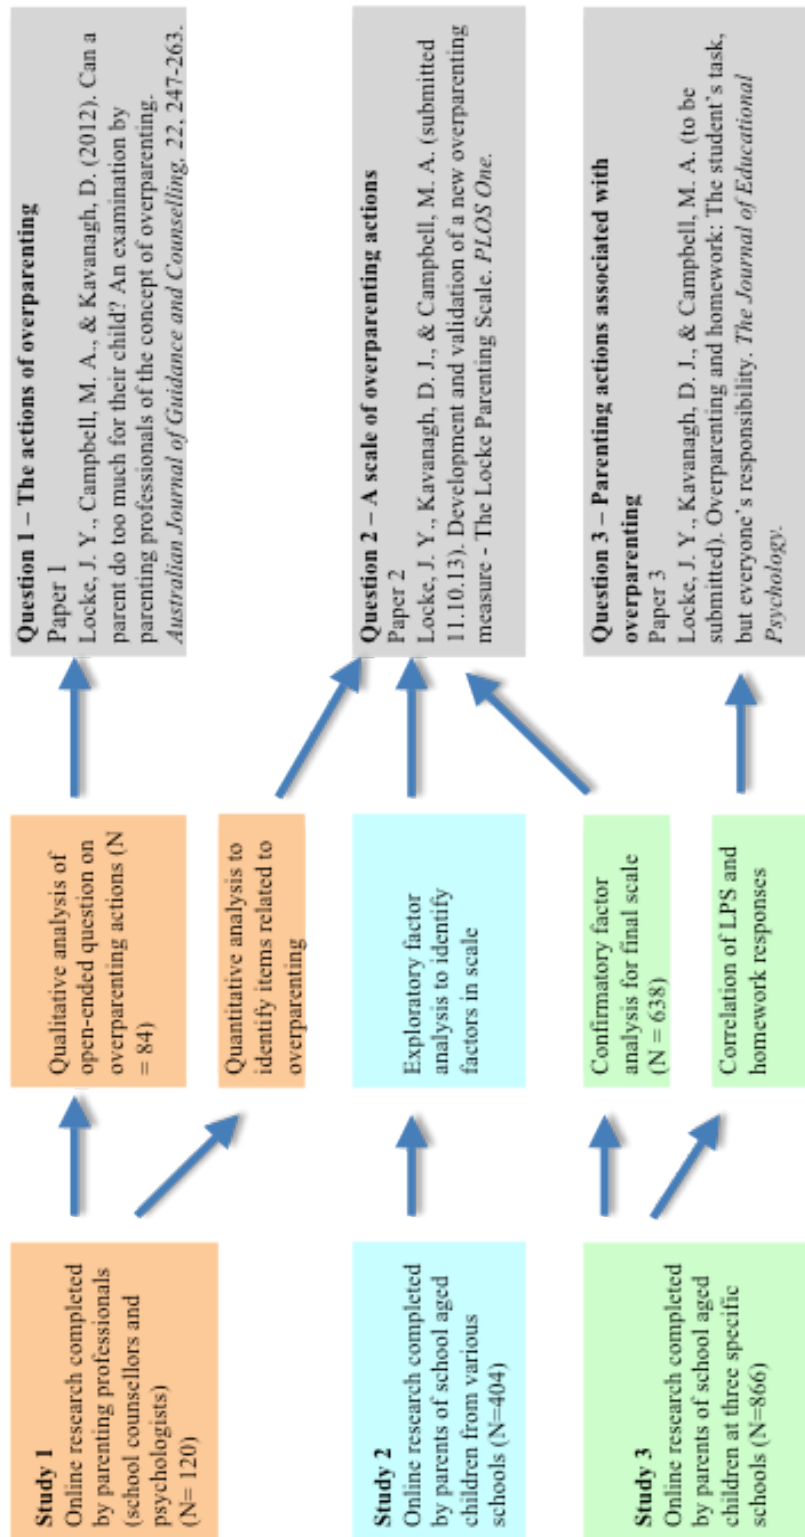 Study 1
Online research completed
by parenting professionals
(school counsellors and
psychologists)
(N= 120)
Qualitative analysis of
open-ended question on
overparenting actions (N
= 84)
Quantitative analysis to
identify items related to
overparenting
Question 1 – The actions of overparenting
Paper 1
Locke, J. Y., Campbell, M. A., & Kavanagh, D. (2012). Can a
parent do too much for their child? An examination by
parenting professionals of the concept of overparenting.
Australian Journal of Guidance and Counselling, 22, 247-263.
Study 2
Online research completed
by parents of school aged
children from various
schools (N=404)
Exploratory factor
analysis to identify
factors in scale
Question 2 – A scale of overparenting actions
Paper 2
Locke, J. Y., Kavanagh, D. J., & Campbell, M. A. (submitted
11.10.13). Development and validation of a new overparenting
measure - The Locke Parenting Scale. PLOS One.
Study 3
Online research completed
by parents of school aged
children at three specific
schools (N=866)
Confirmatory factor
analysis for final scale
(N = 638)
Correlation of LPS and
homework responses
Question 3 – Parenting actions associated with
overparenting
Paper 3
Locke, J. Y., Kavanagh, D. J., & Campbell, M. A. (to be
submitted). Overparenting and homework: The student's task,
but everyone's responsibility. The Journal of Educational
Psychology.